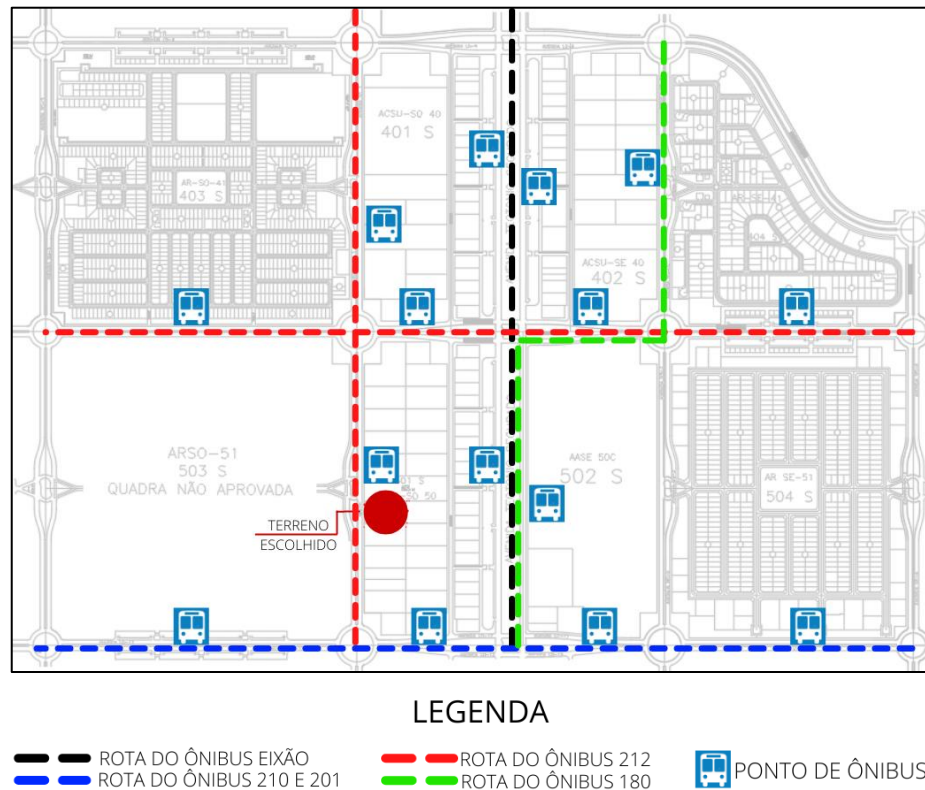 ACSU-SO 40
401 S
AR-SO-41
403 S
ACSU-SE 40
402 S
ARSO-51
503 S
QUADRA NÃO APROVADA
AASE 50C
502 S
AR SE-51
504 S
TERRENO
ESCOLHIDO
LEGENDA
ROTA DO ÔNIBUS EIXÃO
ROTA DO ÔNIBUS 212
PONTO DE ÔNIBUS
ROTA DO ÔNIBUS 210 E 201
ROTA DO ÔNIBUS 180